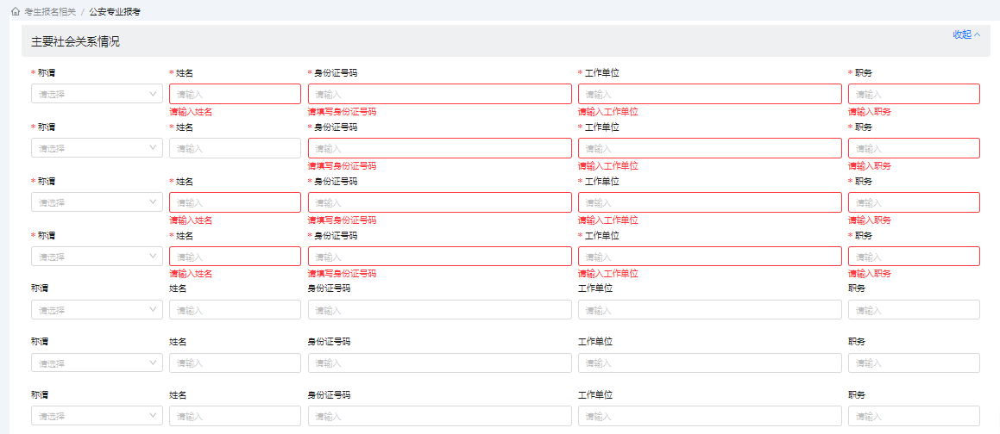 考生报名相关 / 公安专业报考
主要社会关系情况
收起
* 称谓 * 姓名 * 身份证号码 * 工作单位 * 职务
请选择 请输入 请输入 请输入 请输入
请输入姓名 请填写身份证号码 请输入工作单位 请输入职务
* 称谓 * 姓名 * 身份证号码 * 工作单位 * 职务
请选择 请输入 请输入 请输入 请输入
请填写身份证号码 请输入工作单位 请输入职务
* 称谓 * 姓名 * 身份证号码 * 工作单位 * 职务
请选择 请输入 请输入 请输入 请输入
请输入姓名 请填写身份证号码 请输入工作单位 请输入职务
* 称谓 * 姓名 * 身份证号码 * 工作单位 * 职务
请选择 请输入 请输入 请输入 请输入
请输入姓名 请填写身份证号码 请输入工作单位 请输入职务
称谓 姓名 身份证号码 工作单位 职务
请选择 请输入 请输入 请输入 请输入
称谓 姓名 身份证号码 工作单位 职务
请选择 请输入 请输入 请输入 请输入
称谓 姓名 身份证号码 工作单位 职务
请选择 请输入 请输入 请输入 请输入